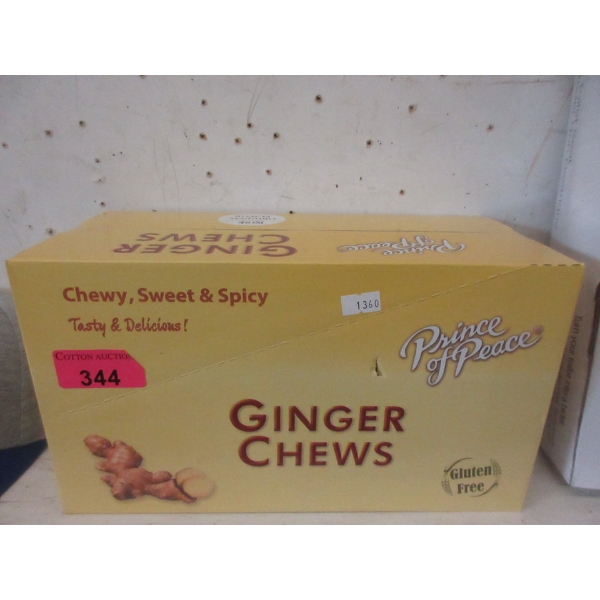 GINGER
CHEWS
Prince
of Peace
Chewy, Sweet & Spicy
Tasty & Delicious!
1360
COTTON AUCTION
344
Prince
of Peace
GINGER
CHEWS
Gluten
Free